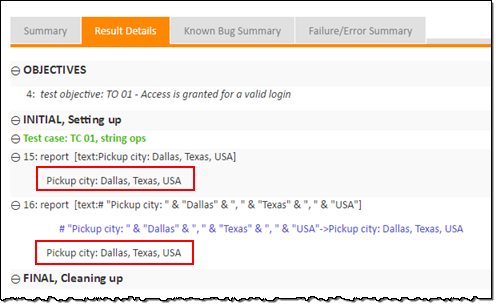 Summary Result Details Known Bug Summary Failure/Error Summary
OBJECTIVES
4: test objective: TO 01 - Access is granted for a valid login
INITIAL, Setting up
Test case: TC 01, string ops
15: report [text:Pickup city: Dallas, Texas, USA]
Pickup city: Dallas, Texas, USA
16: report [text:# "Pickup city: " & "Dallas" & ", " & "Texas" & ", " & "USA"]
# "Pickup city: " & "Dallas" & ", " & "Texas" & ", " & "USA"->Pickup city: Dallas, Texas, USA
Pickup city: Dallas, Texas, USA
FINAL, Cleaning up